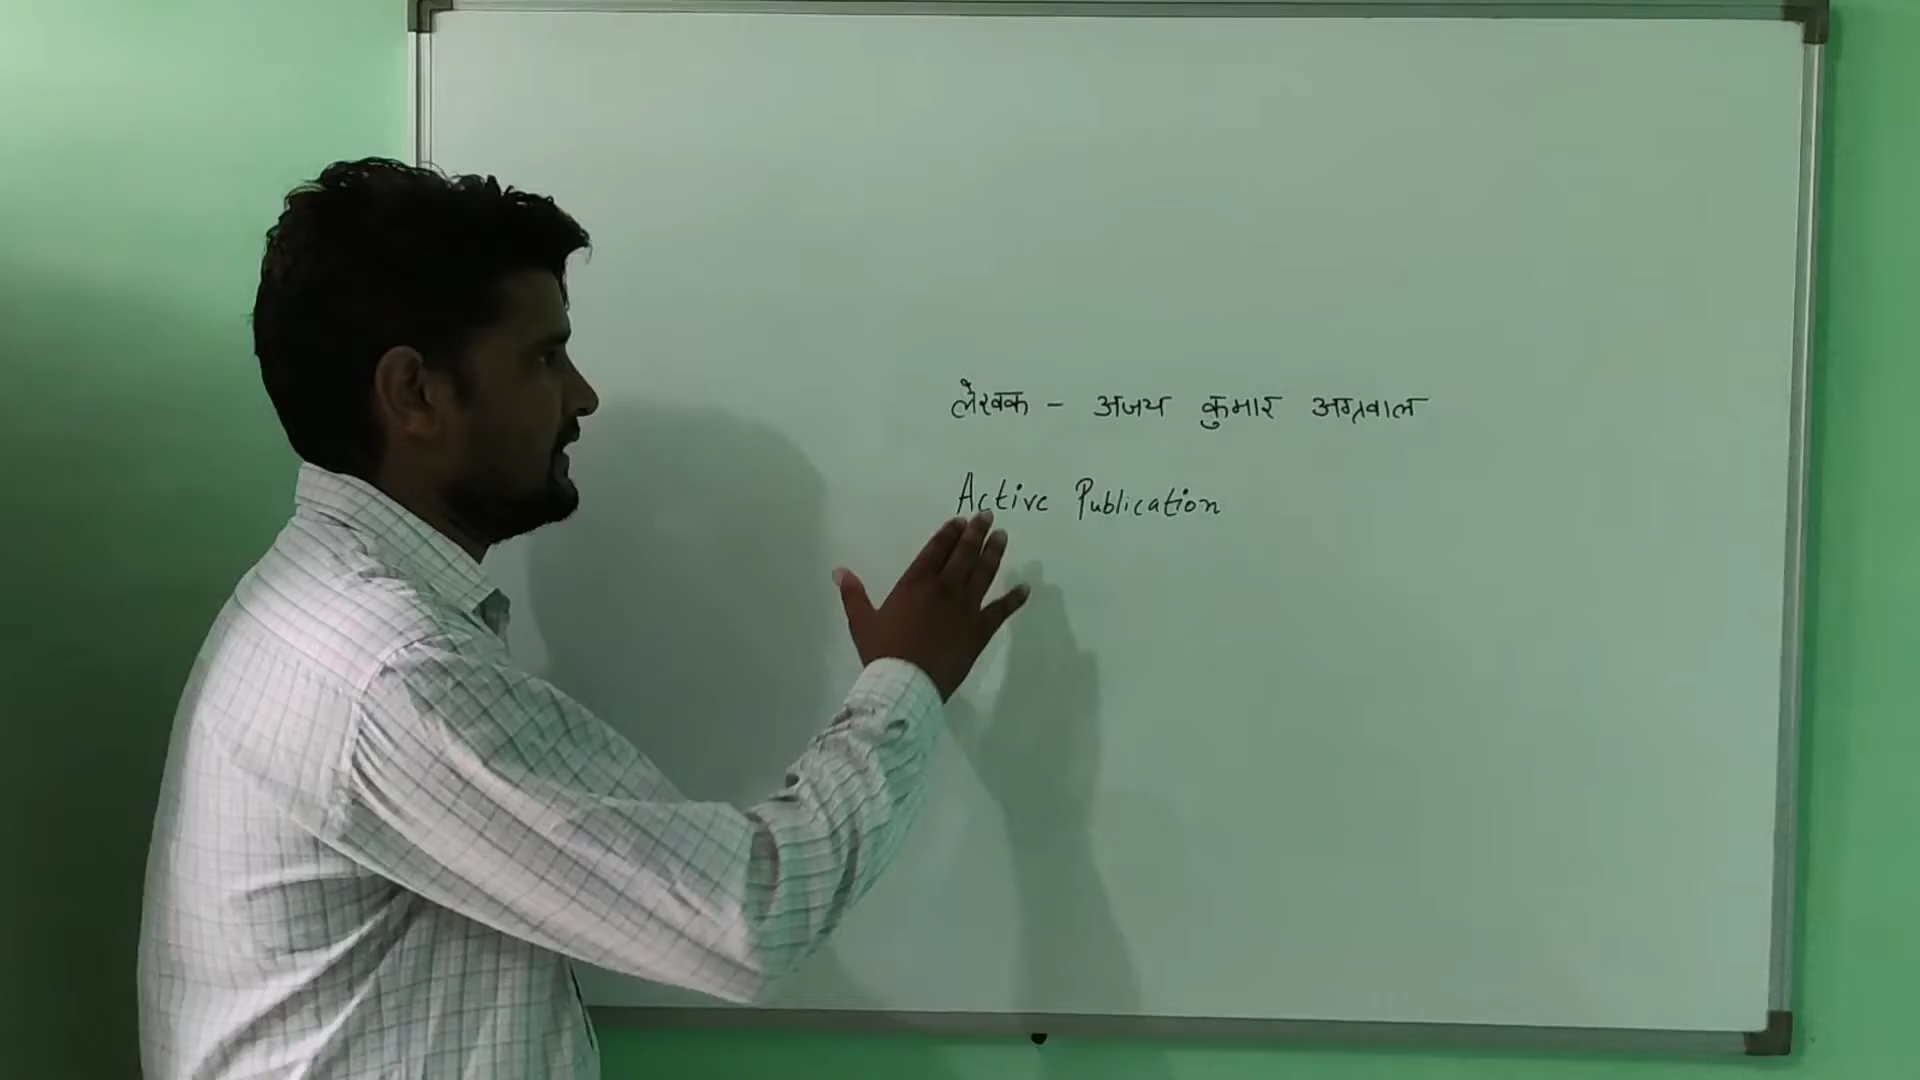 लेखक - अजय कुमार अग्रवाल
Active Publication